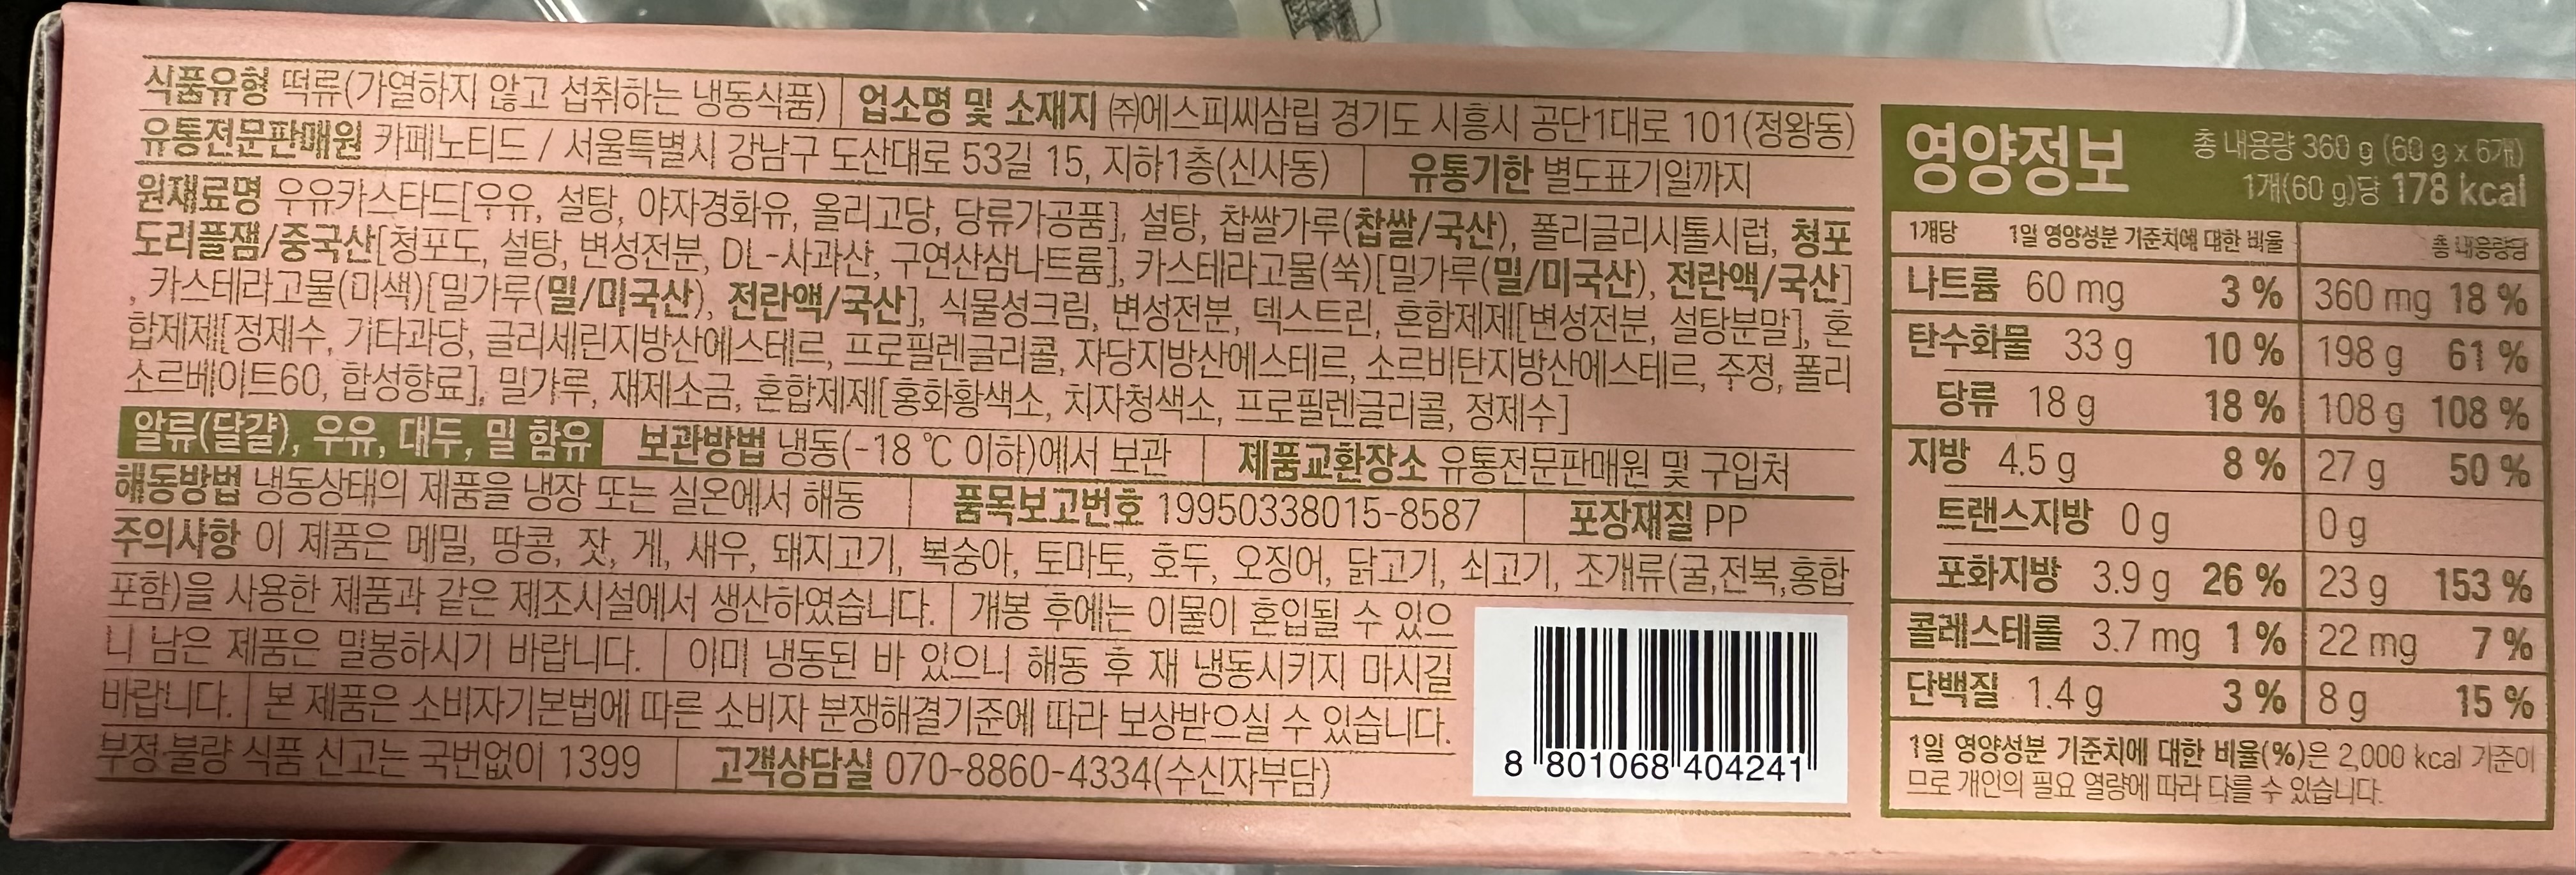 식품유형 떡류(가열하지 않고 섭취하는 냉동식품) 업소명 및 소재지 ㈜에스피씨삼립 경기도 시흥시 공단1대로 101(정왕동)
유통전문판매원 카페노티드 / 서울특별시 강남구 도산대로 53길 15, 지하1층(신사동) 유통기한 별도표기일까지
원재료명 우유카스타드[우유, 설탕, 야자경화유, 올리고당, 당류가공품], 설탕, 찹쌀가루(찹쌀/국산), 폴리글리시톨시럽, 청포
도리플잼/중국산[청포도, 설탕, 변성전분, DL-사과산, 구연산삼나트륨], 카스테라고물(쑥)[밀가루(밀/미국산), 전란액/국산]
, 카스테라고물(미색)[밀가루(밀/미국산), 전란액/국산], 식물성크림, 변성전분, 덱스트린, 혼합제제[변성전분, 설탕분말], 혼
합제제[정제수, 기타과당, 글리세린지방산에스테르, 프로필렌글리콜, 자당지방산에스테르, 소르비탄지방산에스테르, 주정, 폴리
소르베이트60, 합성향료], 밀가루, 재제소금, 혼합제제[홍화황색소, 치자청색소, 프로필렌글리콜, 정제수]
알류(달걀), 우유, 대두, 밀 함유 보관방법 냉동(-18 ℃ 이하)에서 보관 제품교환장소 유통전문판매원 및 구입처
해동방법 냉동상태의 제품을 냉장 또는 실온에서 해동 품목보고번호 19950338015-8587 포장재질 PP
주의사항 이 제품은 메밀, 땅콩, 잣, 게, 새우, 돼지고기, 복숭아, 토마토, 호두, 오징어, 닭고기, 쇠고기, 조개류(굴,전복,홍합
포함)을 사용한 제품과 같은 제조시설에서 생산하였습니다. 개봉 후에는 이물이 혼입될 수 있으
니 남은 제품은 밀봉하시기 바랍니다. 이미 냉동된 바 있으니 해동 후 재 냉동시키지 마시길
바랍니다. 본 제품은 소비자기본법에 따른 소비자 분쟁해결기준에 따라 보상받으실 수 있습니다.
부정·불량 식품 신고는 국번없이 1399 고객상담실 070-8860-4334(수신자부담)
8 801068 404241
영양정보 총 내용량 360 g (60 g x 6개)
1개(60 g)당 178 kcal
1개당 1일 영양성분 기준치에 대한 비율 총 내용량당
나트륨 60 mg 3 % 360 mg 18 %
탄수화물 33 g 10 % 198 g 61 %
당류 18 g 18 % 108 g 108 %
지방 4.5 g 8 % 27 g 50 %
트랜스지방 0 g 0 g
포화지방 3.9 g 26 % 23 g 153 %
콜레스테롤 3.7 mg 1 % 22 mg 7 %
단백질 1.4 g 3 % 8 g 15 %
1일 영양성분 기준치에 대한 비율(%)은 2,000 kcal 기준이
므로 개인의 필요 열량에 따라 다를 수 있습니다.